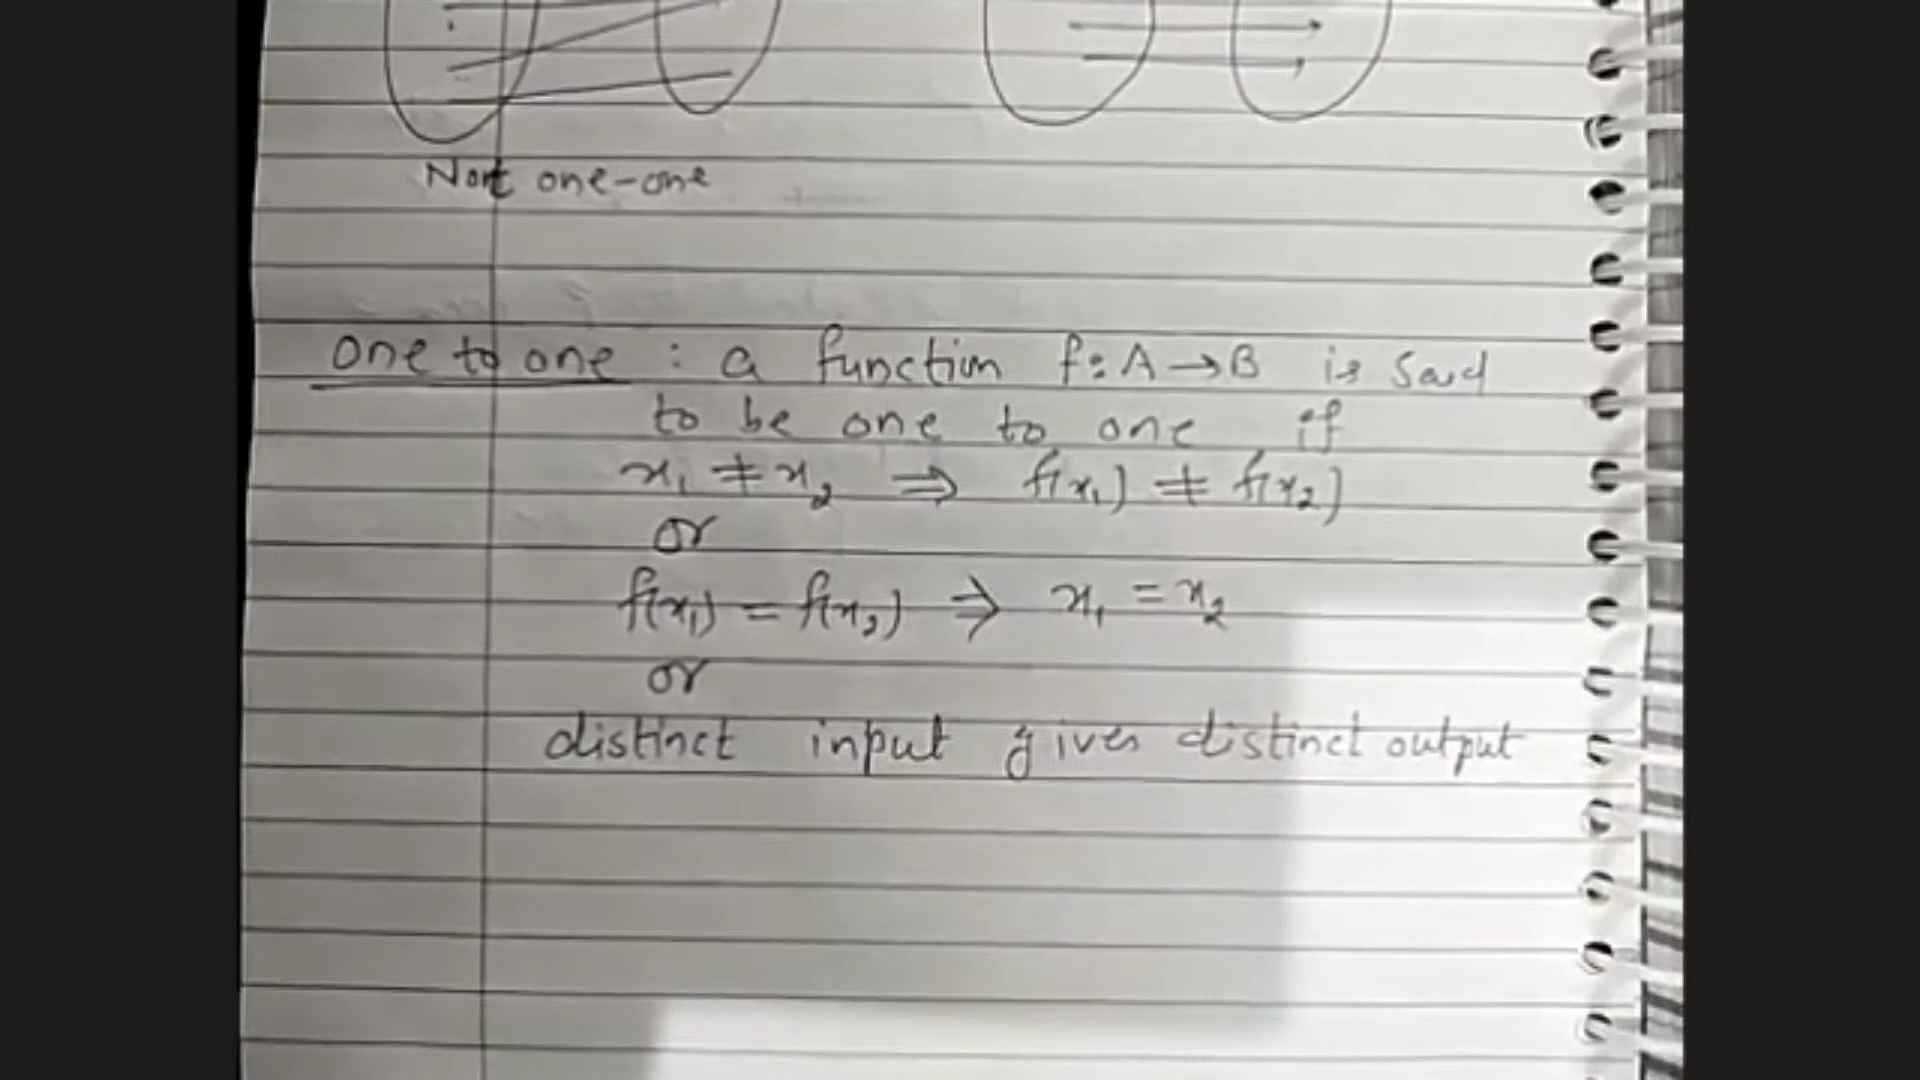 Not one-one
one to one : a function f: A → B is said
to be one to one if
x₁ ≠ x₂ ⇒ f(x₁) ≠ f(x₂)
or
f(x₁) = f(x₂) ⇒ x₁ = x₂
or
distinct input gives distinct output